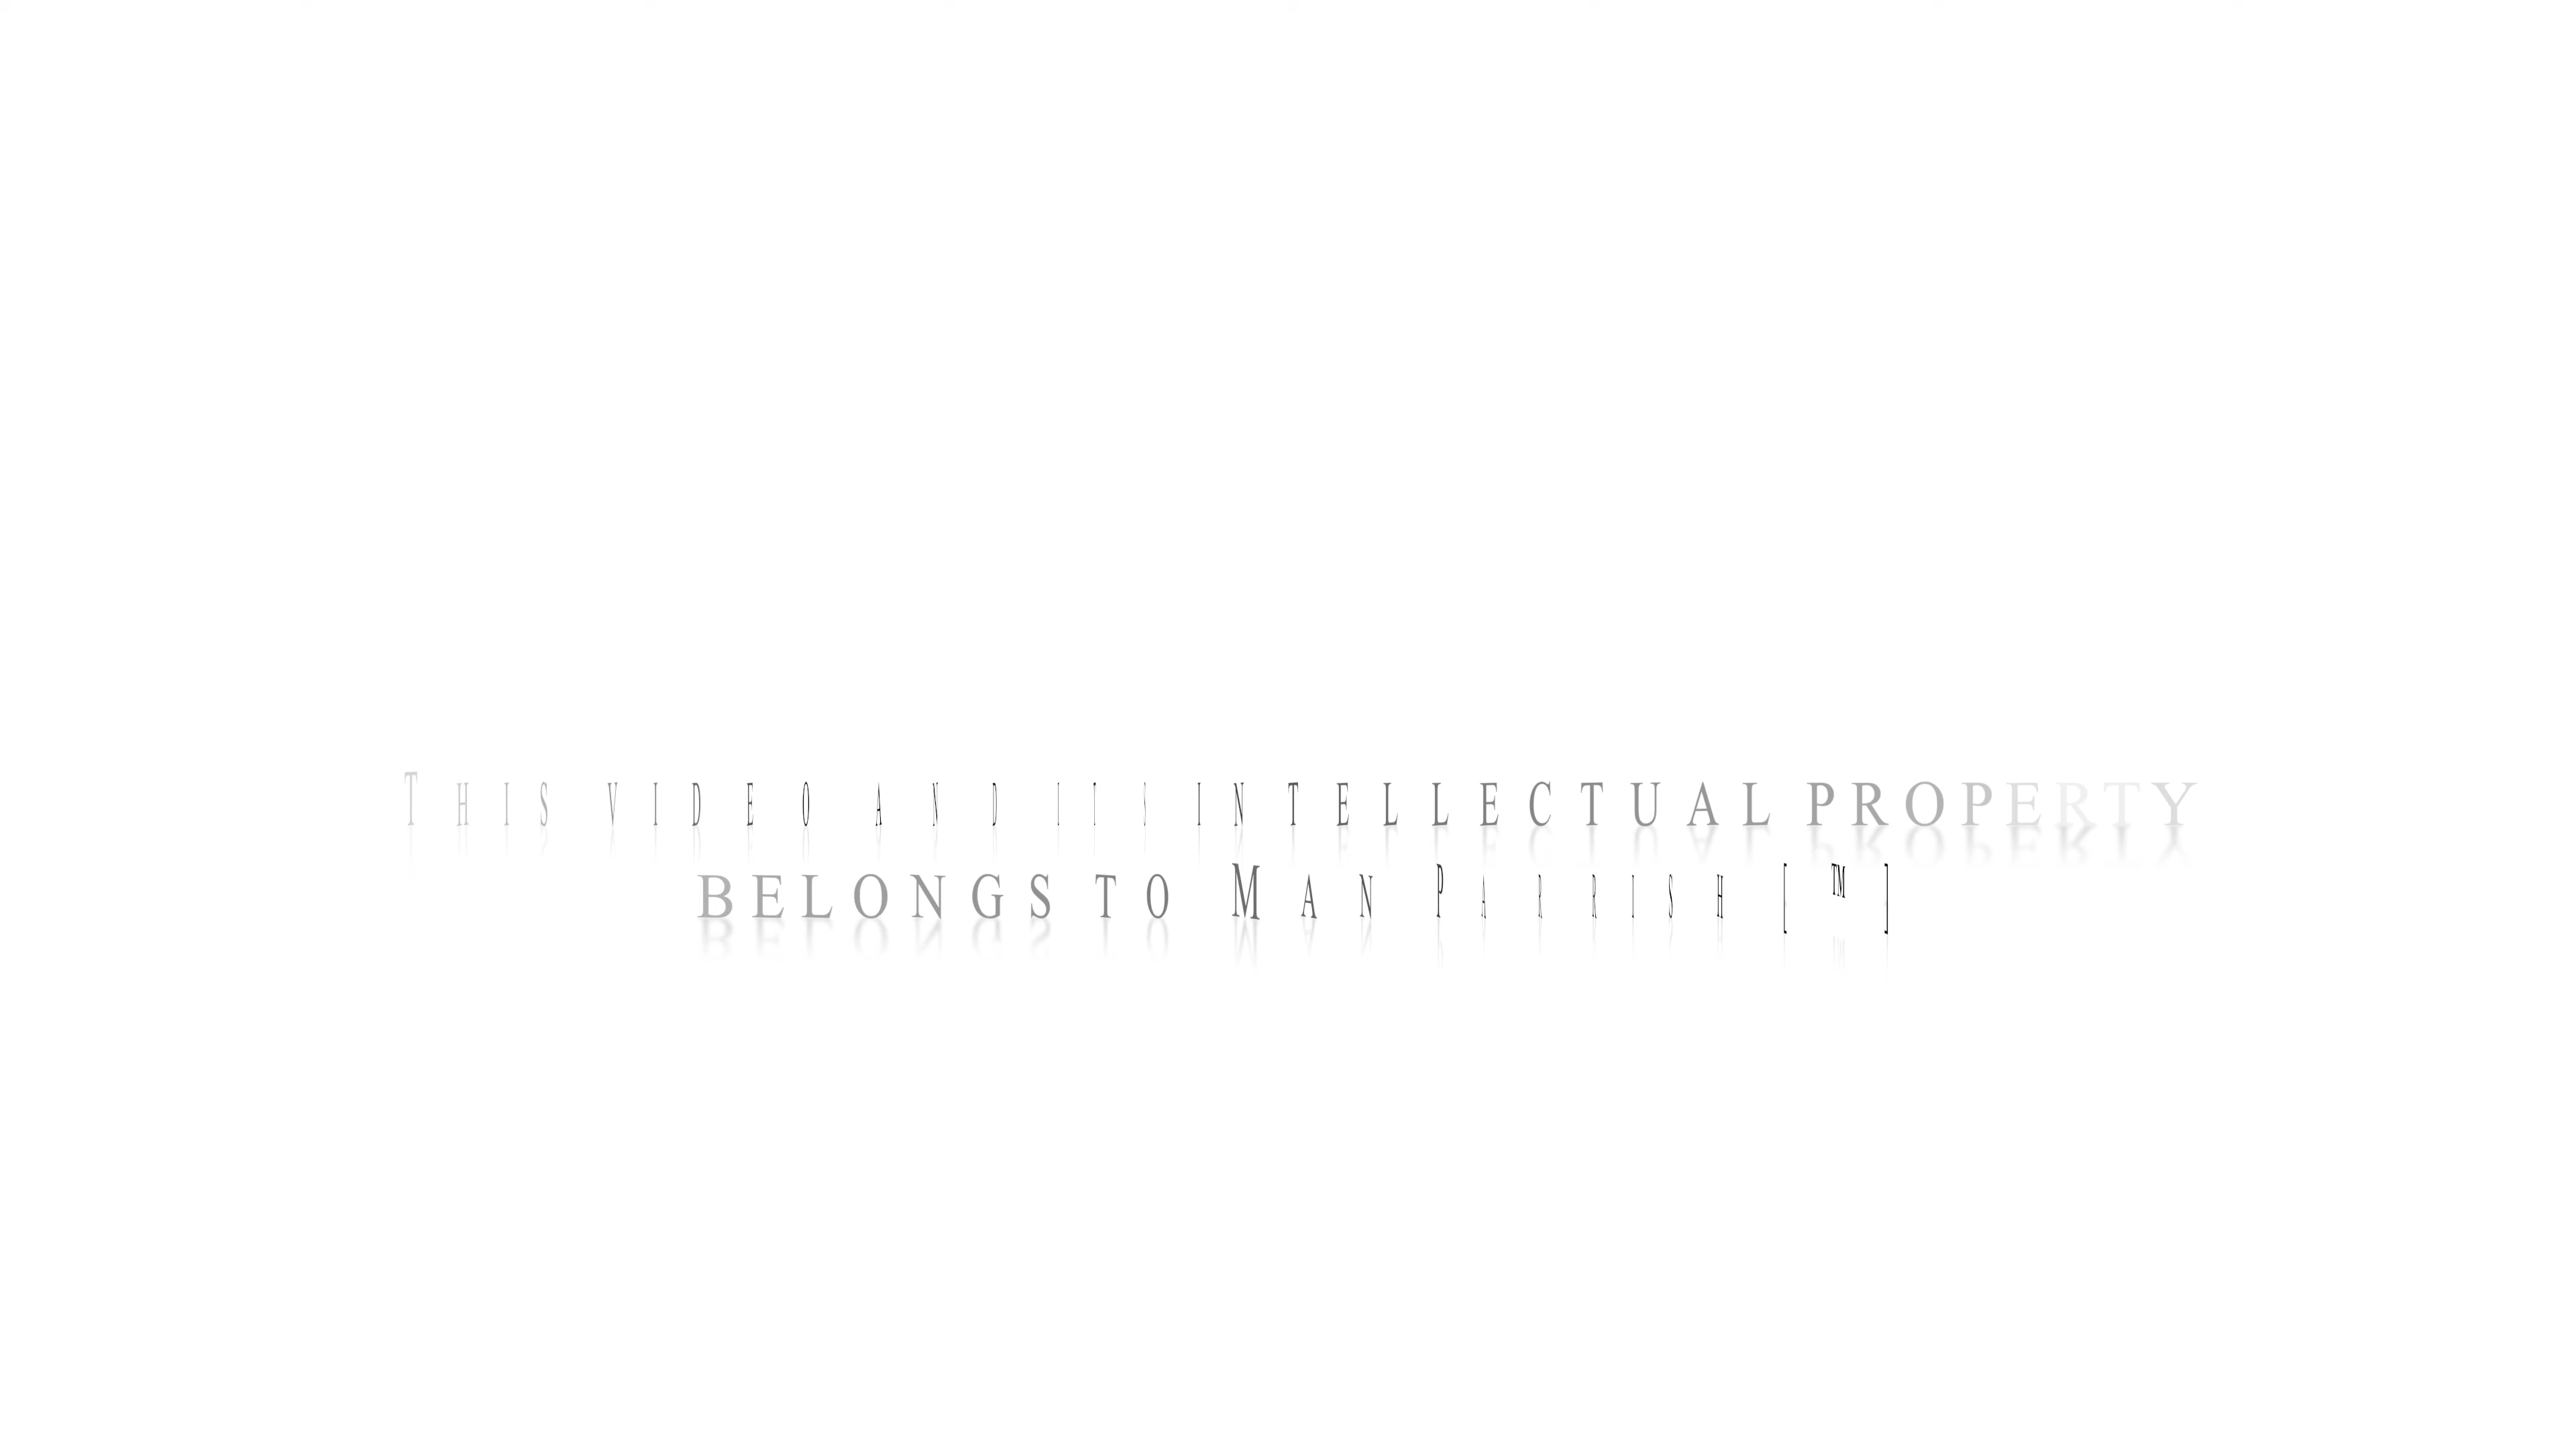 This video and its intellectual property
belongs to Man Parrish [ ™ ]